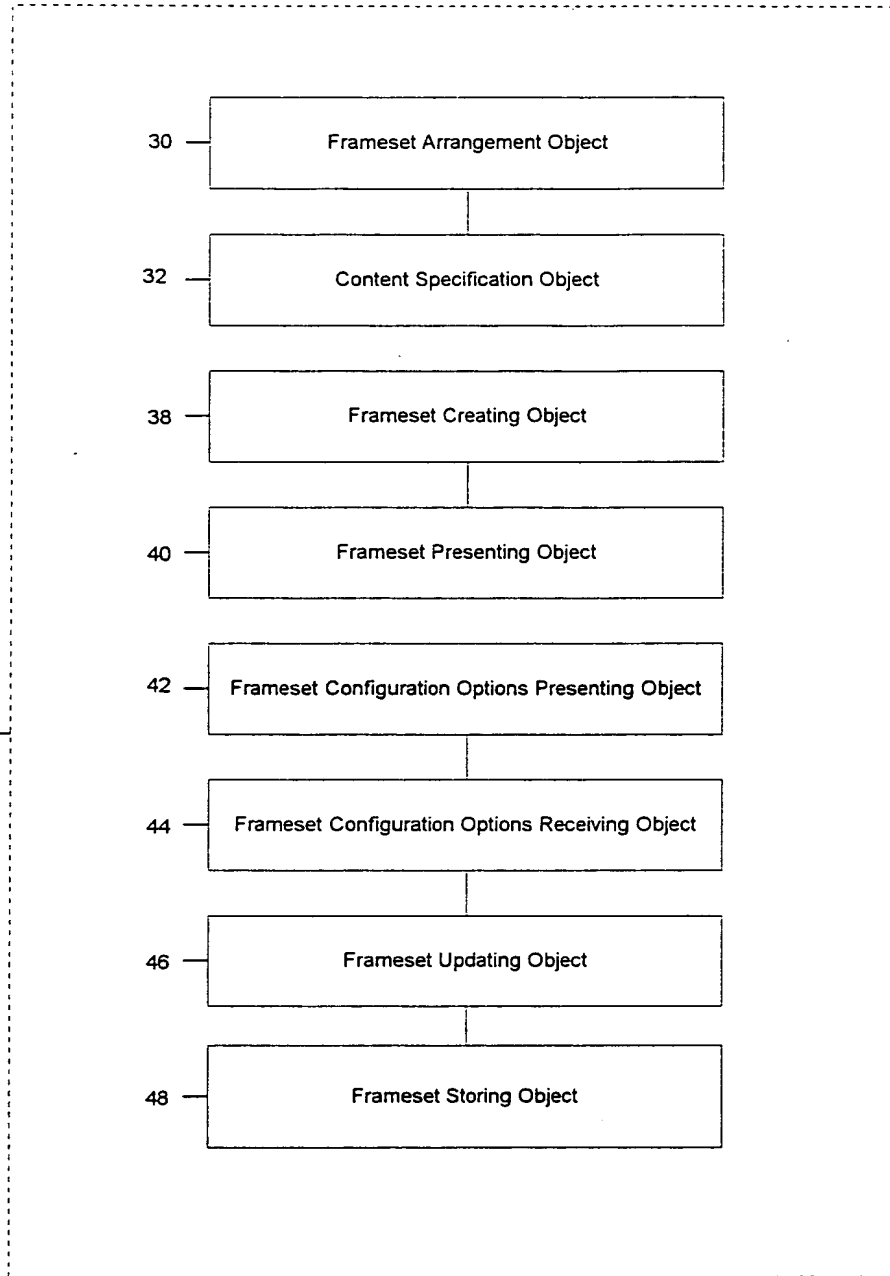 30
Frameset Arrangement Object
32
Content Specification Object
38
Frameset Creating Object
40
Frameset Presenting Object
42
Frameset Configuration Options Presenting Object
44
Frameset Configuration Options Receiving Object
46
Frameset Updating Object
48
Frameset Storing Object